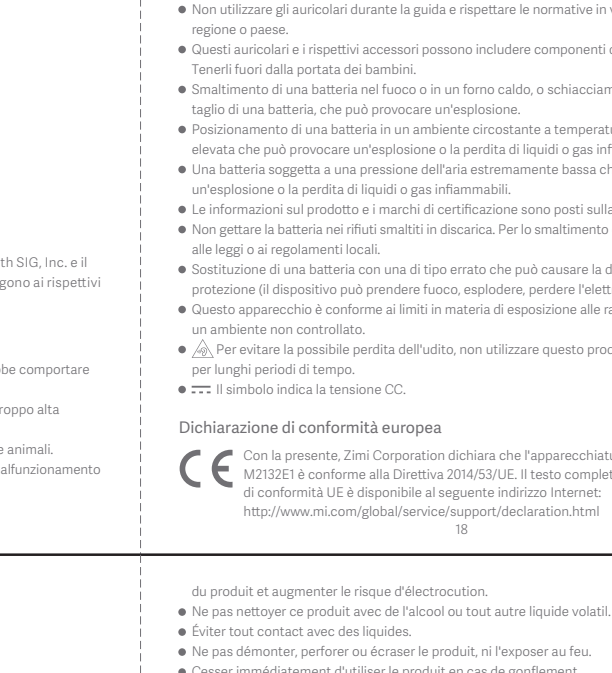 th SIG, Inc. e il
gono ai rispettivi
be comportare
roppo alta
e animali.
alfunzionamento
● Non utilizzare gli auricolari durante la guida e rispettare le normative in
regione o paese.
● Questi auricolari e i rispettivi accessori possono includere componenti
Tenerli fuori dalla portata dei bambini.
● Smaltimento di una batteria nel fuoco o in un forno caldo, o schiacciam
taglio di una batteria, che può provocare un'esplosione.
● Posizionamento di una batteria in un ambiente circostante a temperatu
elevata che può provocare un'esplosione o la perdita di liquidi o gas inf
● Una batteria soggetta a una pressione dell'aria estremamente bassa ch
un'esplosione o la perdita di liquidi o gas infiammabili.
● Le informazioni sul prodotto e i marchi di certificazione sono posti sulla
● Non gettare la batteria nei rifiuti smaltiti in discarica. Per lo smaltimento
alle leggi o ai regolamenti locali.
● Sostituzione di una batteria con una di tipo errato che può causare la d
protezione (il dispositivo può prendere fuoco, esplodere, perdere l'elett
● Questo apparecchio è conforme ai limiti in materia di esposizione alle ra
un ambiente non controllato.
● Per evitare la possibile perdita dell'udito, non utilizzare questo proc
per lunghi periodi di tempo.
● Il simbolo indica la tensione CC.
Dichiarazione di conformità europea
CE
Con la presente, Zimi Corporation dichiara che l'apparecchiatu
M2132E1 è conforme alla Direttiva 2014/53/UE. Il testo complet
di conformità UE è disponibile al seguente indirizzo Internet:
http://www.mi.com/global/service/support/declaration.html
18
du produit et augmenter le risque d'électrocution.
● Ne pas nettoyer ce produit avec de l'alcool ou tout autre liquide volatil.
● Éviter tout contact avec des liquides.
● Ne pas démonter, perforer ou écraser le produit, ni l'exposer au feu.
● Cesser immédiatement d'utiliser le produit en cas de gonflement